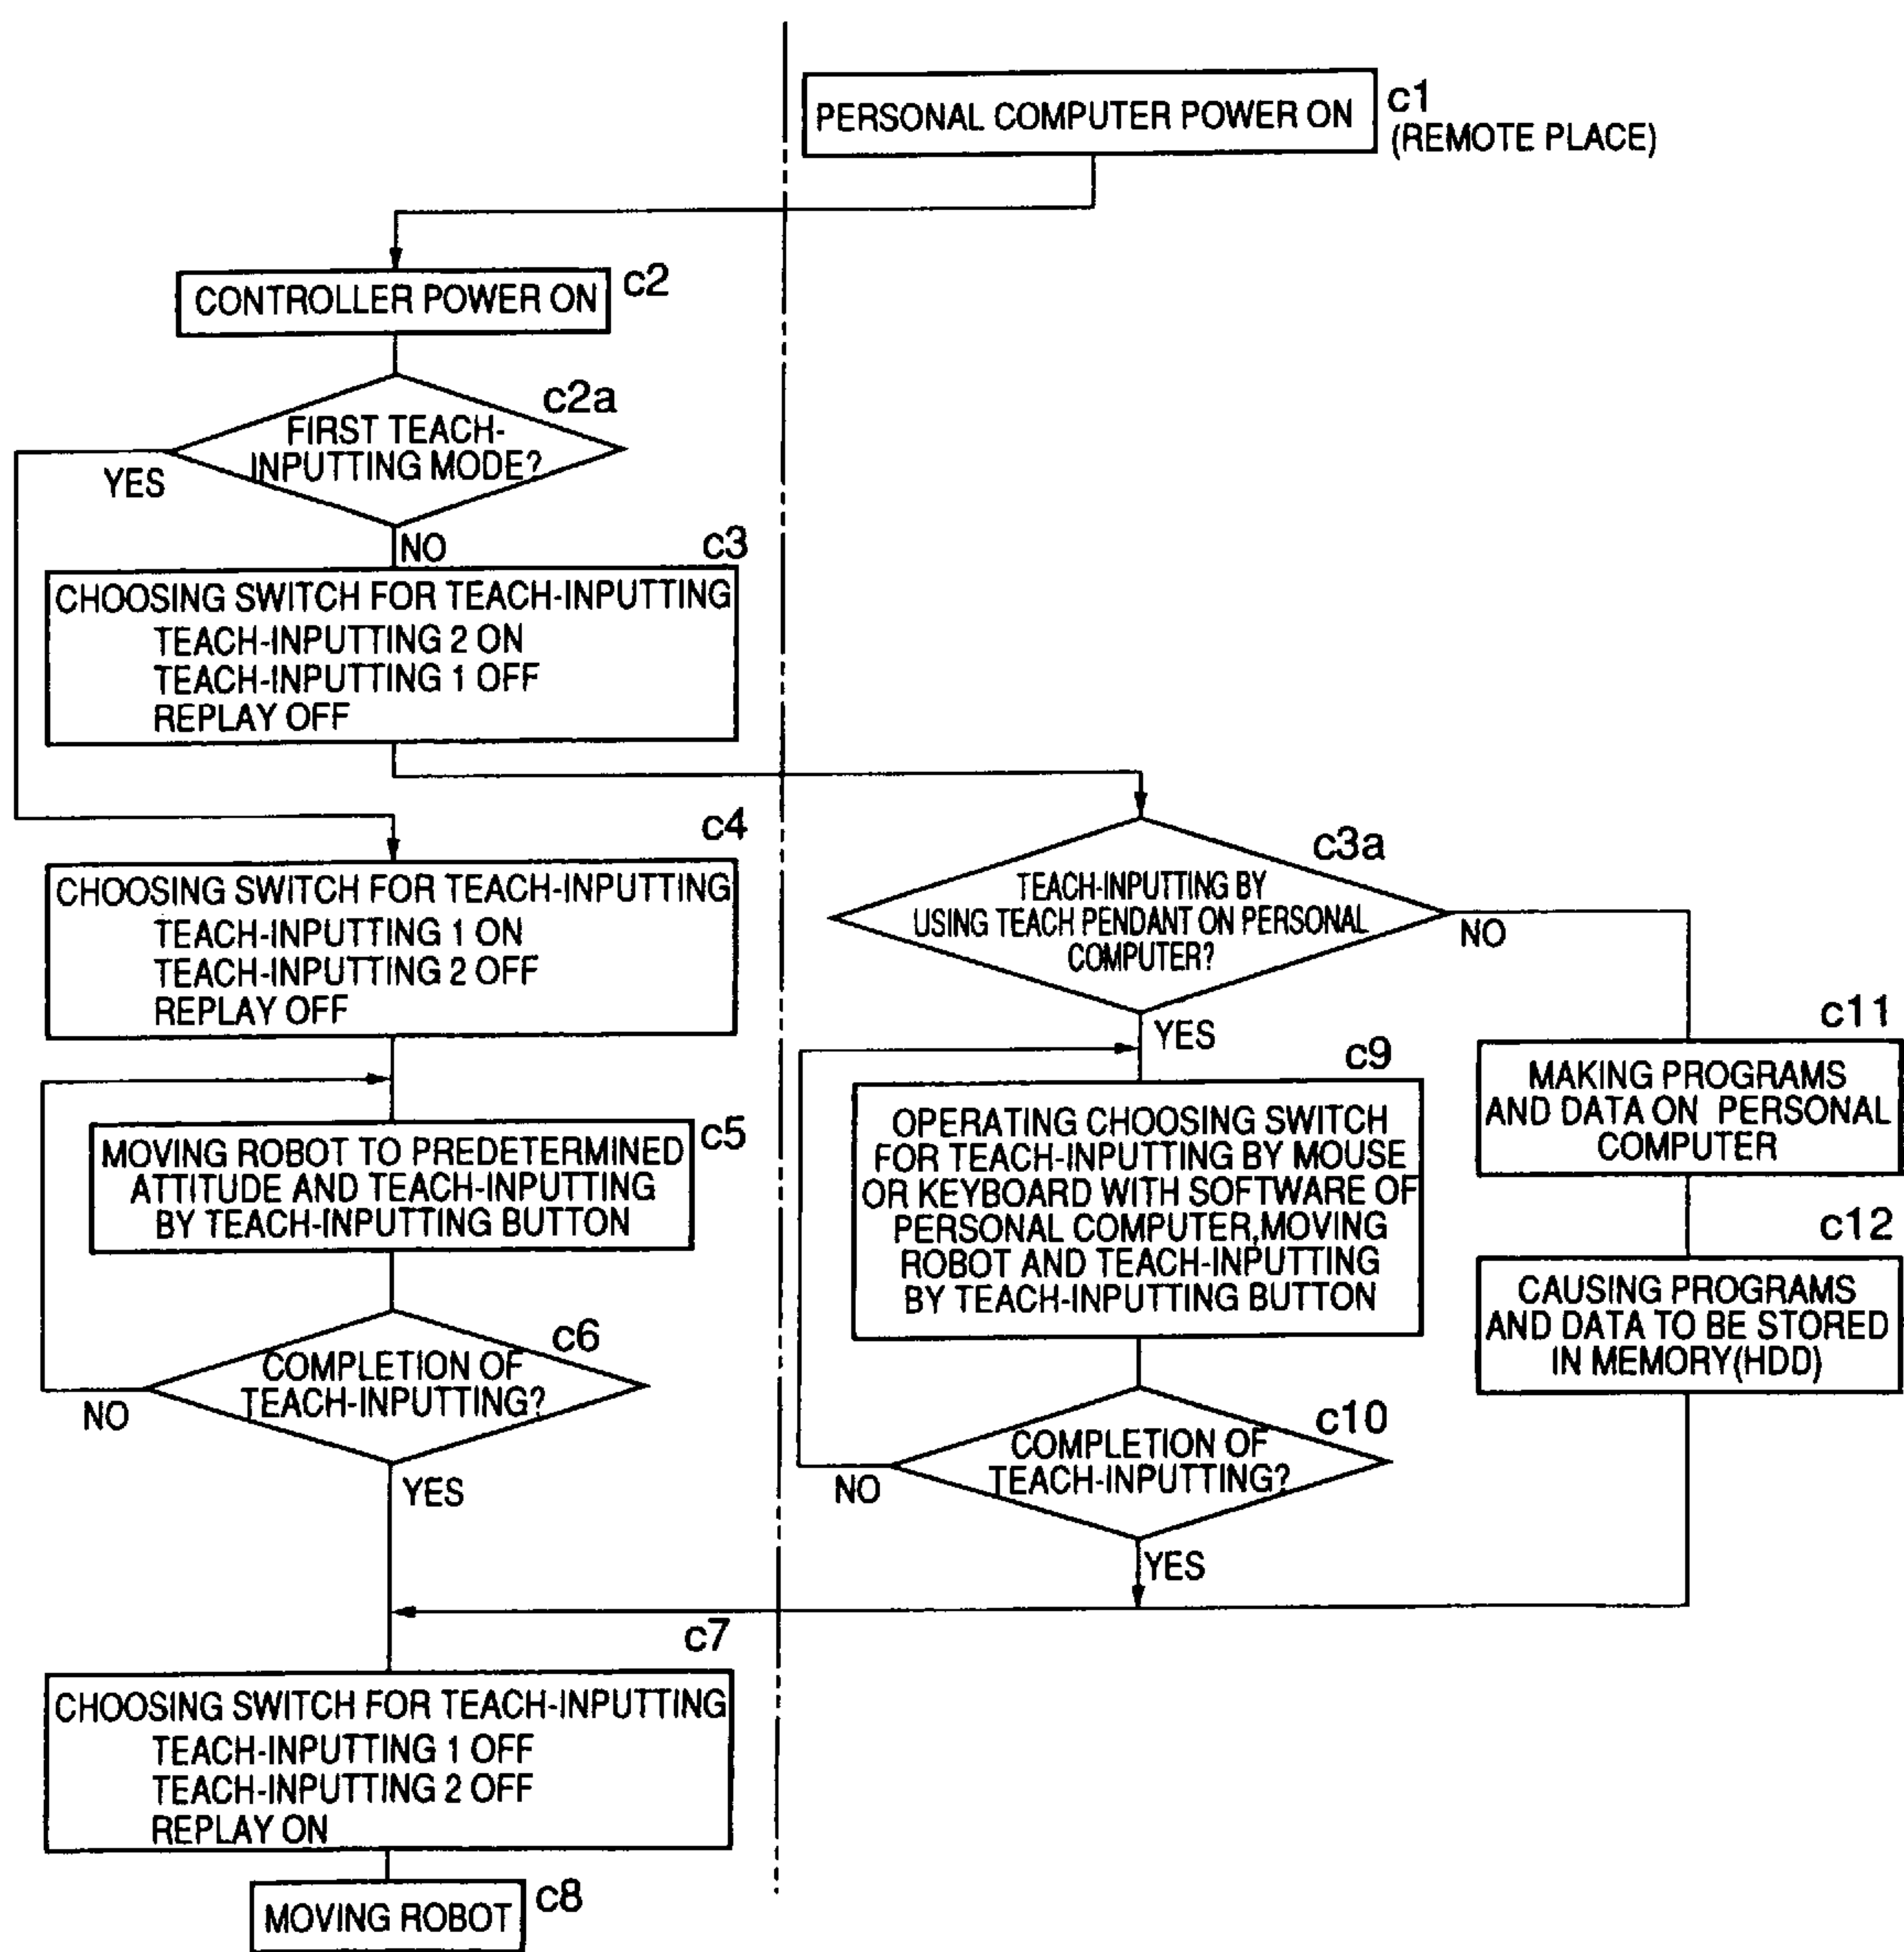 PERSONAL COMPUTER POWER ON
c1
(REMOTE PLACE)
CONTROLLER POWER ON
c2
c2a
FIRST TEACH-
INPUTTING MODE?
YES
NO
c3
CHOOSING SWITCH FOR TEACH-INPUTTING
TEACH-INPUTTING 2 ON
TEACH-INPUTTING 1 OFF
REPLAY OFF
c4
CHOOSING SWITCH FOR TEACH-INPUTTING
TEACH-INPUTTING 1 ON
TEACH-INPUTTING 2 OFF
REPLAY OFF
c3a
TEACH-INPUTTING BY
USING TEACH PENDANT ON PERSONAL
COMPUTER?
NO
YES
c5
MOVING ROBOT TO PREDETERMINED
ATTITUDE AND TEACH-INPUTTING
BY TEACH-INPUTTING BUTTON
c9
OPERATING CHOOSING SWITCH
FOR TEACH-INPUTTING BY MOUSE
OR KEYBOARD WITH SOFTWARE OF
PERSONAL COMPUTER,MOVING
ROBOT AND TEACH-INPUTTING
BY TEACH-INPUTTING BUTTON
c11
MAKING PROGRAMS
AND DATA ON PERSONAL
COMPUTER
c12
CAUSING PROGRAMS
AND DATA TO BE STORED
IN MEMORY(HDD)
c6
COMPLETION OF
TEACH-INPUTTING?
NO
YES
c10
COMPLETION OF
TEACH-INPUTTING?
NO
YES
c7
CHOOSING SWITCH FOR TEACH-INPUTTING
TEACH-INPUTTING 1 OFF
TEACH-INPUTTING 2 OFF
REPLAY ON
MOVING ROBOT
c8